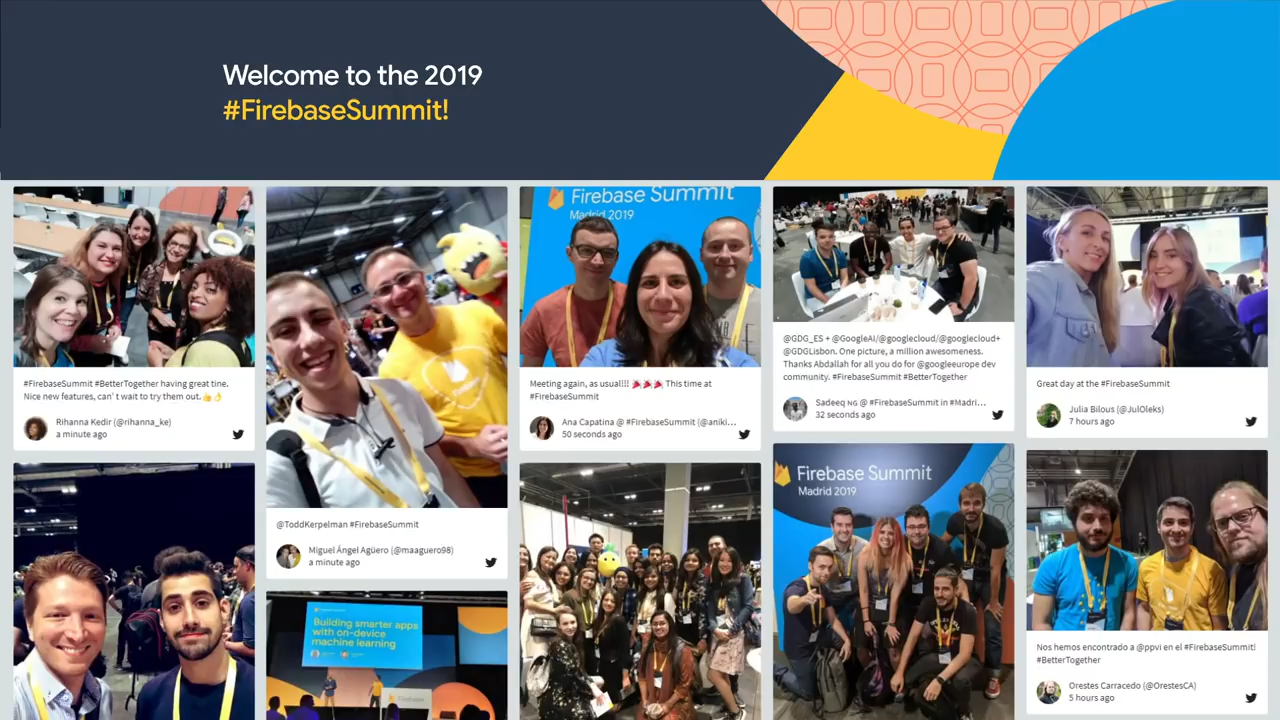 Welcome to the 2019
#FirebaseSummit!
#FirebaseSummit #BetterTogether having great tine.
Nice new features, can' t wait to try them out.👍👌
Rihanna Kedir (@rihanna_ke)
a minute ago
@ToddKerpelman #FirebaseSummit
Miguel Ángel Agüero (@maaguero98)
a minute ago
Building smarter apps
with on-device
machine learning
Firebase Summit
Madrid 2019
Meeting again, as usual!!! 🎉🎉🎉 This time at
#FirebaseSummit
Ana Capatina @ #FirebaseSummit (@aniki...
50 seconds ago
@GDG_ES + @GoogleAI/@googlecloud/@googlecloud+
@GDGLisbon. One picture, a million awesomeness.
Thanks Abdallah for all you do for @googleeurope dev
community. #FirebaseSummit #BetterTogether
Sadeeq ɴɢ @ #FirebaseSummit in #Madri...
32 seconds ago
Firebase Summit
Madrid 2019
Great day at the #FirebaseSummit
Julia Bilous (@JulOleks)
7 hours ago
Nos hemos encontrado a @ppvi en el #FirebaseSummit!
#BetterTogether
Orestes Carracedo (@OrestesCA)
5 hours ago